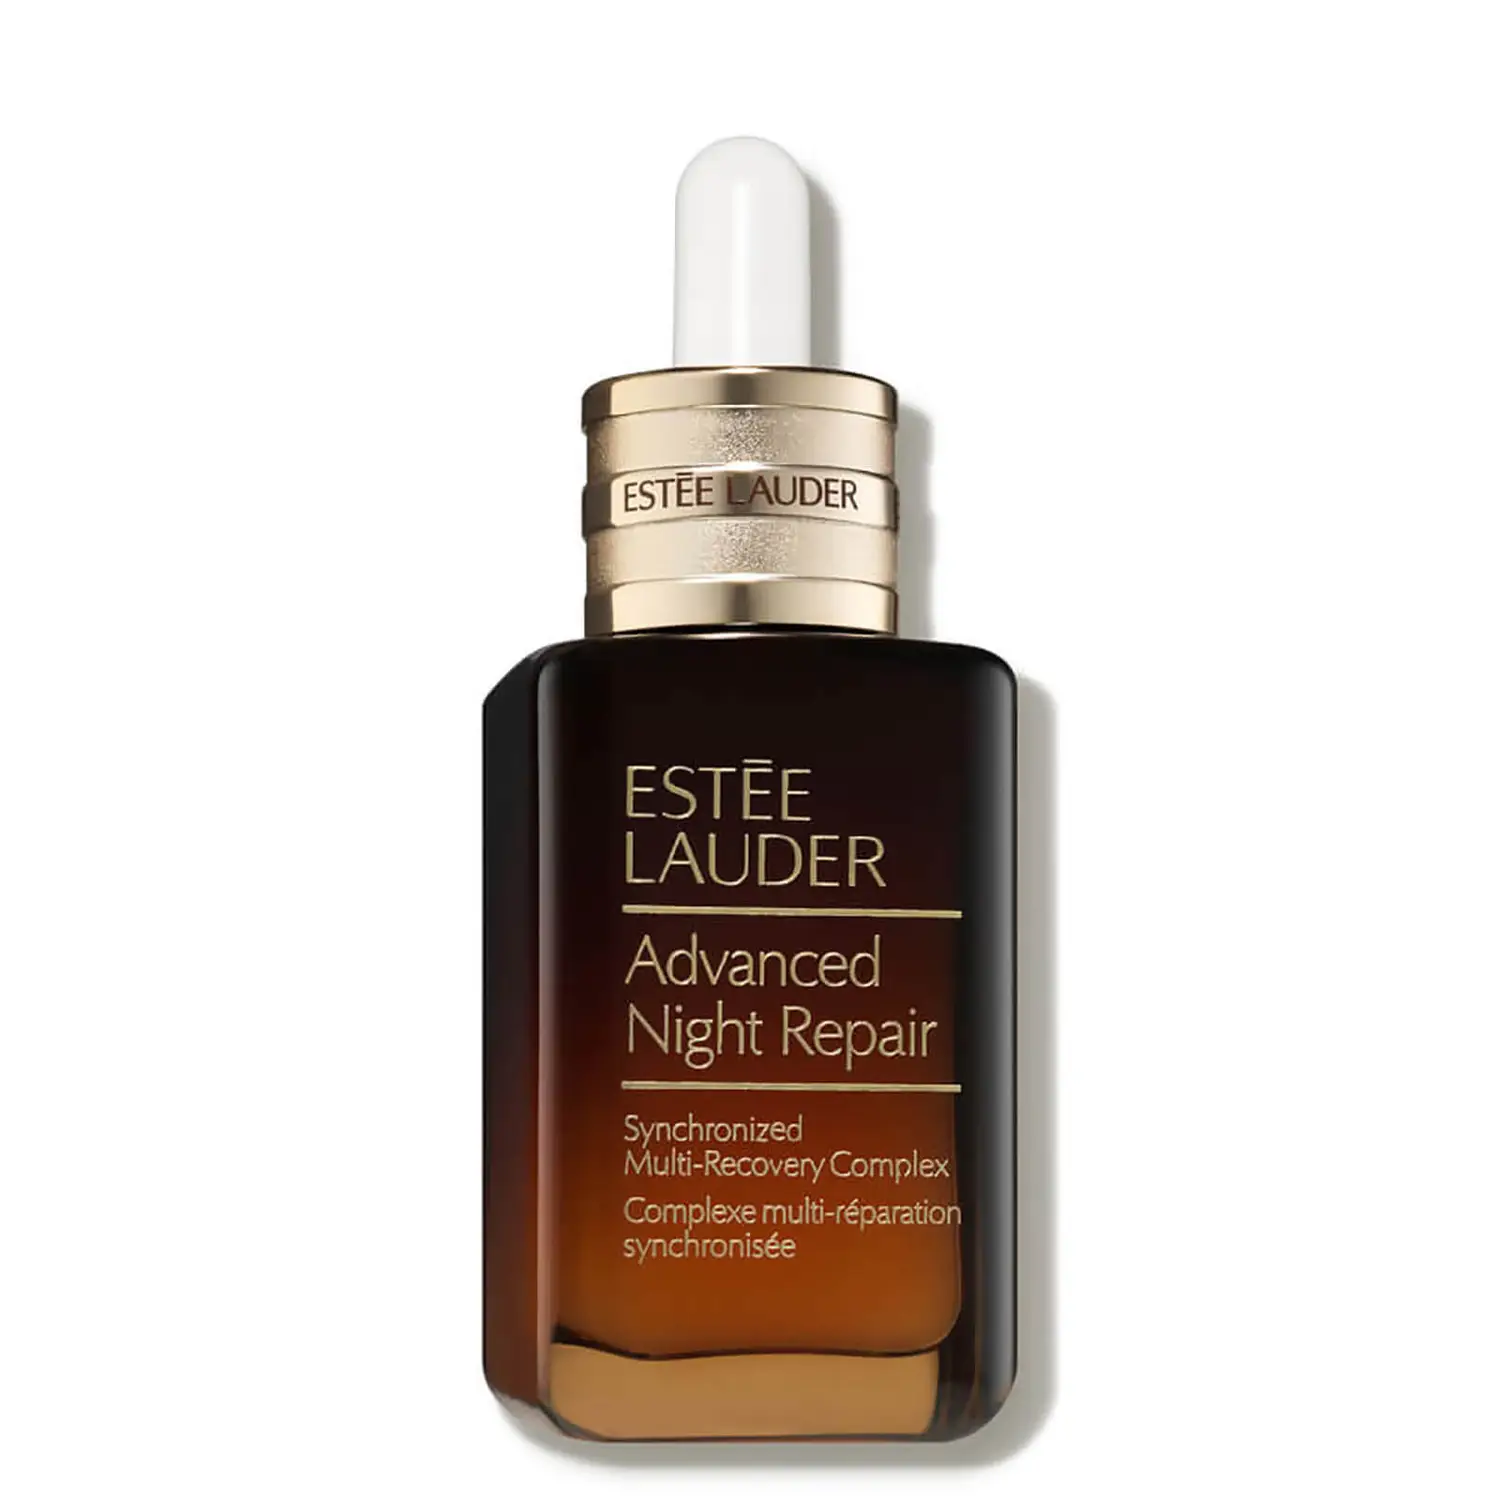 ESTĒE LAUDER
ESTĒE
LAUDER
Advanced
Night Repair
Synchronized
Multi-Recovery Complex
Complexe multi-réparation
synchronisée